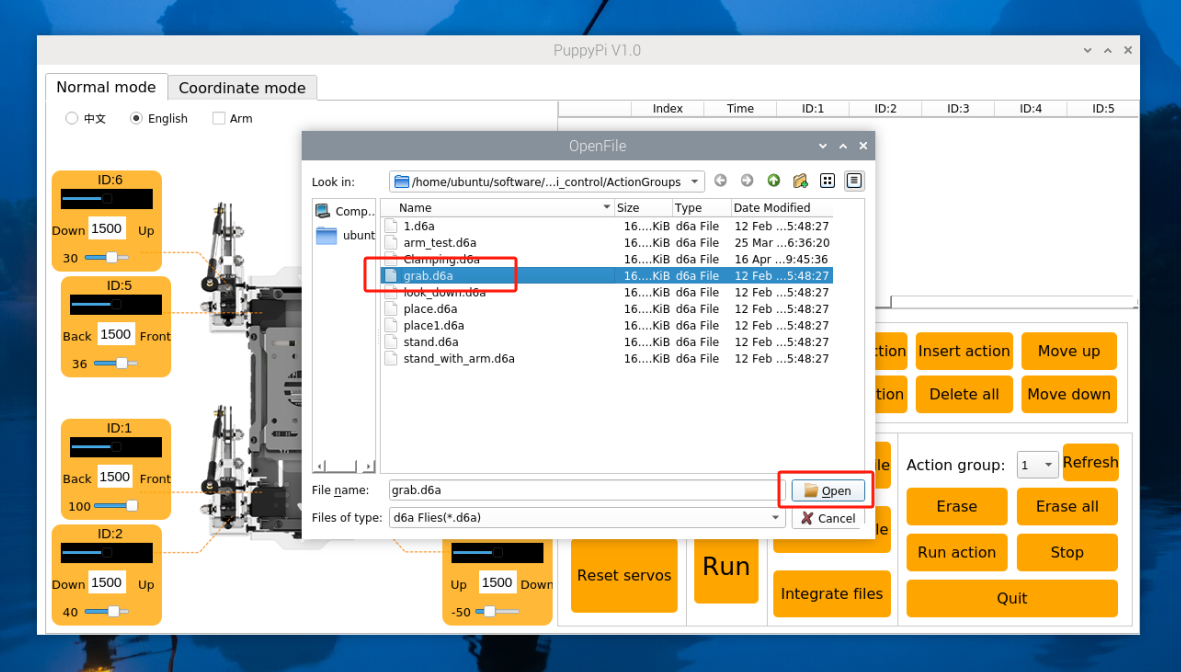 PuppyPi V1.0
Normal mode Coordinate mode
中文 English Arm
Index Time ID:1 ID:2 ID:3 ID:4 ID:5
OpenFile
Look in: /home/ubuntu/software/...i_control/ActionGroups
Comp..
ubunt
Name Size Type Date Modified
1.d6a 16....KiB d6a File 12 Feb ...5:48:27
arm_test.d6a 16....KiB d6a File 25 Mar ...6:36:20
Clamping.d6a 16....KiB d6a File 16 Apr ...9:45:36
grab.d6a 16....KiB d6a File 12 Feb ...5:48:27
look_down.d6a 16....KiB d6a File 12 Feb ...5:48:27
place.d6a 16....KiB d6a File 12 Feb ...5:48:27
place1.d6a 16....KiB d6a File 12 Feb ...5:48:27
stand.d6a 16....KiB d6a File 12 Feb ...5:48:27
stand_with_arm.d6a 16....KiB d6a File 12 Feb ...5:48:27
File name: grab.d6a Open
Files of type: d6a Flies(*.d6a) Cancel
ID:6
Down 1500 Up
30
ID:5
Back 1500 Front
36
ID:1
Back 1500 Front
100
ID:2
Down 1500 Up
40
Up 1500 Down
-50
ction Insert action Move up
tion Delete all Move down
le Action group: 1 Refresh
Erase Erase all
le
Run action Stop
Reset servos Run Integrate files
Quit